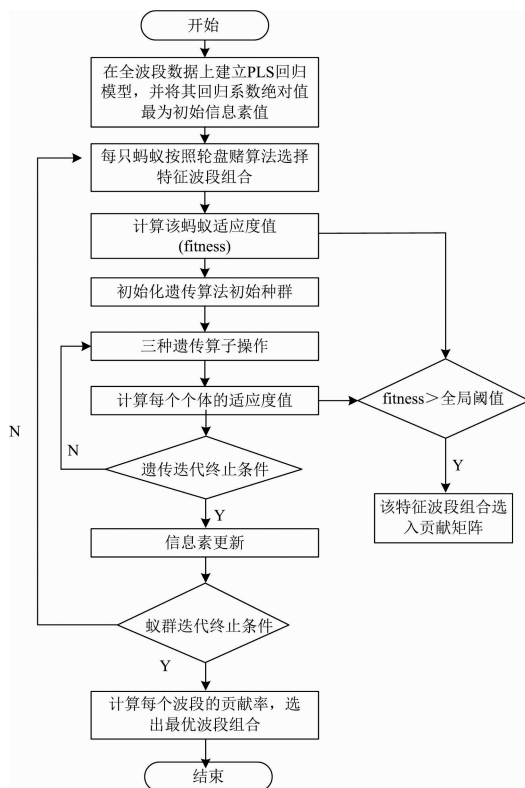 开始
在全波段数据上建立PLS回归
模型，并将其回归系数绝对值
最为初始信息素值
每只蚂蚁按照轮盘赌算法选择
特征波段组合
计算该蚂蚁适应度值
(fitness)
初始化遗传算法初始种群
三种遗传算子操作
计算每个个体的适应度值
fitness＞全局阈值
N
N
遗传迭代终止条件
Y
Y
该特征波段组合选
入贡献矩阵
信息素更新
蚁群迭代终止条件
Y
计算每个波段的贡献率，选
出最优波段组合
结束